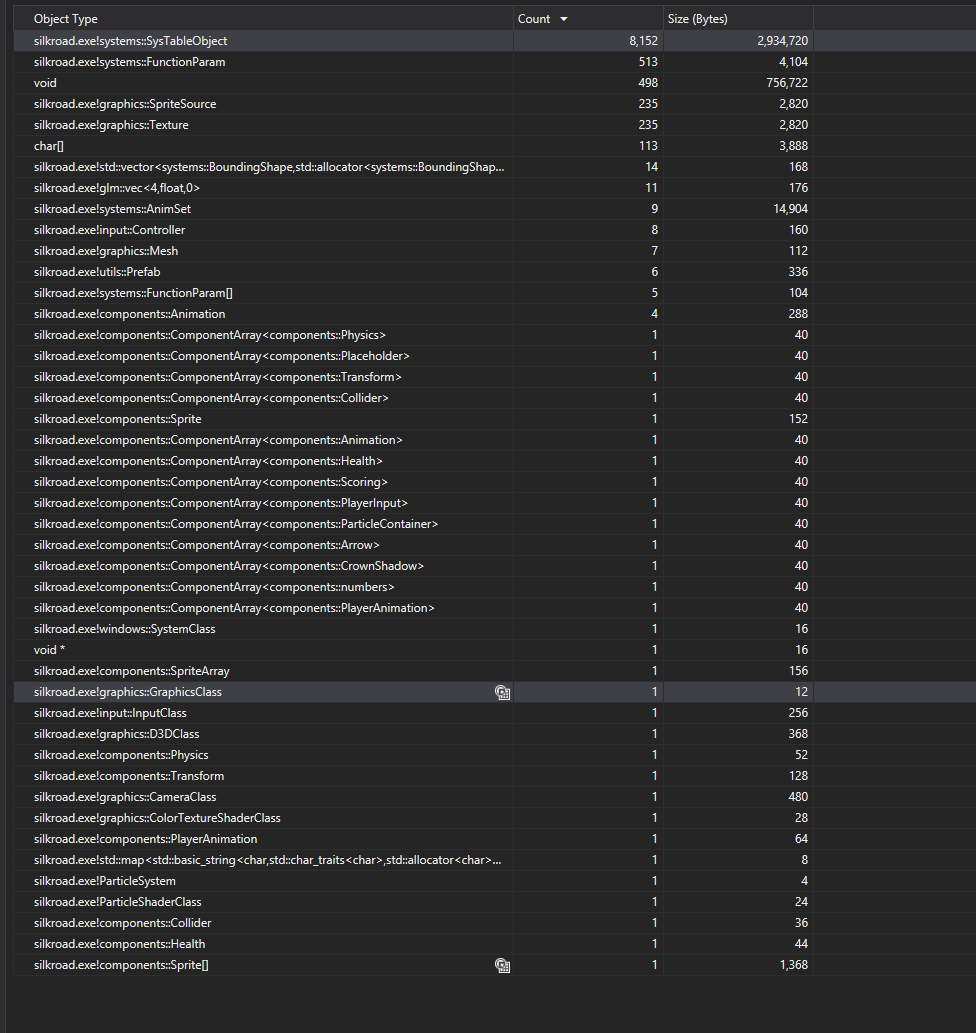 Object Type Count Size (Bytes)
silkroad.exe!systems::SysTableObject 8,152 2,934,720
silkroad.exe!systems::FunctionParam 513 4,104
void 498 756,722
silkroad.exe!graphics::SpriteSource 235 2,820
silkroad.exe!graphics::Texture 235 2,820
char[] 113 3,888
silkroad.exe!std::vector<systems::BoundingShape,std::allocator<systems::BoundingShap... 14 168
silkroad.exe!glm::vec<4,float,0> 11 176
silkroad.exe!systems::AnimSet 9 14,904
silkroad.exe!input::Controller 8 160
silkroad.exe!graphics::Mesh 7 112
silkroad.exe!utils::Prefab 6 336
silkroad.exe!systems::FunctionParam[] 5 104
silkroad.exe!components::Animation 4 288
silkroad.exe!components::ComponentArray<components::Physics> 1 40
silkroad.exe!components::ComponentArray<components::Placeholder> 1 40
silkroad.exe!components::ComponentArray<components::Transform> 1 40
silkroad.exe!components::ComponentArray<components::Collider> 1 40
silkroad.exe!components::Sprite 1 152
silkroad.exe!components::ComponentArray<components::Animation> 1 40
silkroad.exe!components::ComponentArray<components::Health> 1 40
silkroad.exe!components::ComponentArray<components::Scoring> 1 40
silkroad.exe!components::ComponentArray<components::PlayerInput> 1 40
silkroad.exe!components::ComponentArray<components::ParticleContainer> 1 40
silkroad.exe!components::ComponentArray<components::Arrow> 1 40
silkroad.exe!components::ComponentArray<components::CrownShadow> 1 40
silkroad.exe!components::ComponentArray<components::numbers> 1 40
silkroad.exe!components::ComponentArray<components::PlayerAnimation> 1 40
silkroad.exe!windows::SystemClass 1 16
void * 1 16
silkroad.exe!components::SpriteArray 1 156
silkroad.exe!graphics::GraphicsClass 1 12
silkroad.exe!input::InputClass 1 256
silkroad.exe!graphics::D3DClass 1 368
silkroad.exe!components::Physics 1 52
silkroad.exe!components::Transform 1 128
silkroad.exe!graphics::CameraClass 1 480
silkroad.exe!graphics::ColorTextureShaderClass 1 28
silkroad.exe!components::PlayerAnimation 1 64
silkroad.exe!std::map<std::basic_string<char,std::char_traits<char>,std::allocator<char>... 1 8
silkroad.exe!ParticleSystem 1 4
silkroad.exe!ParticleShaderClass 1 24
silkroad.exe!components::Collider 1 36
silkroad.exe!components::Health 1 44
silkroad.exe!components::Sprite[] 1 1,368